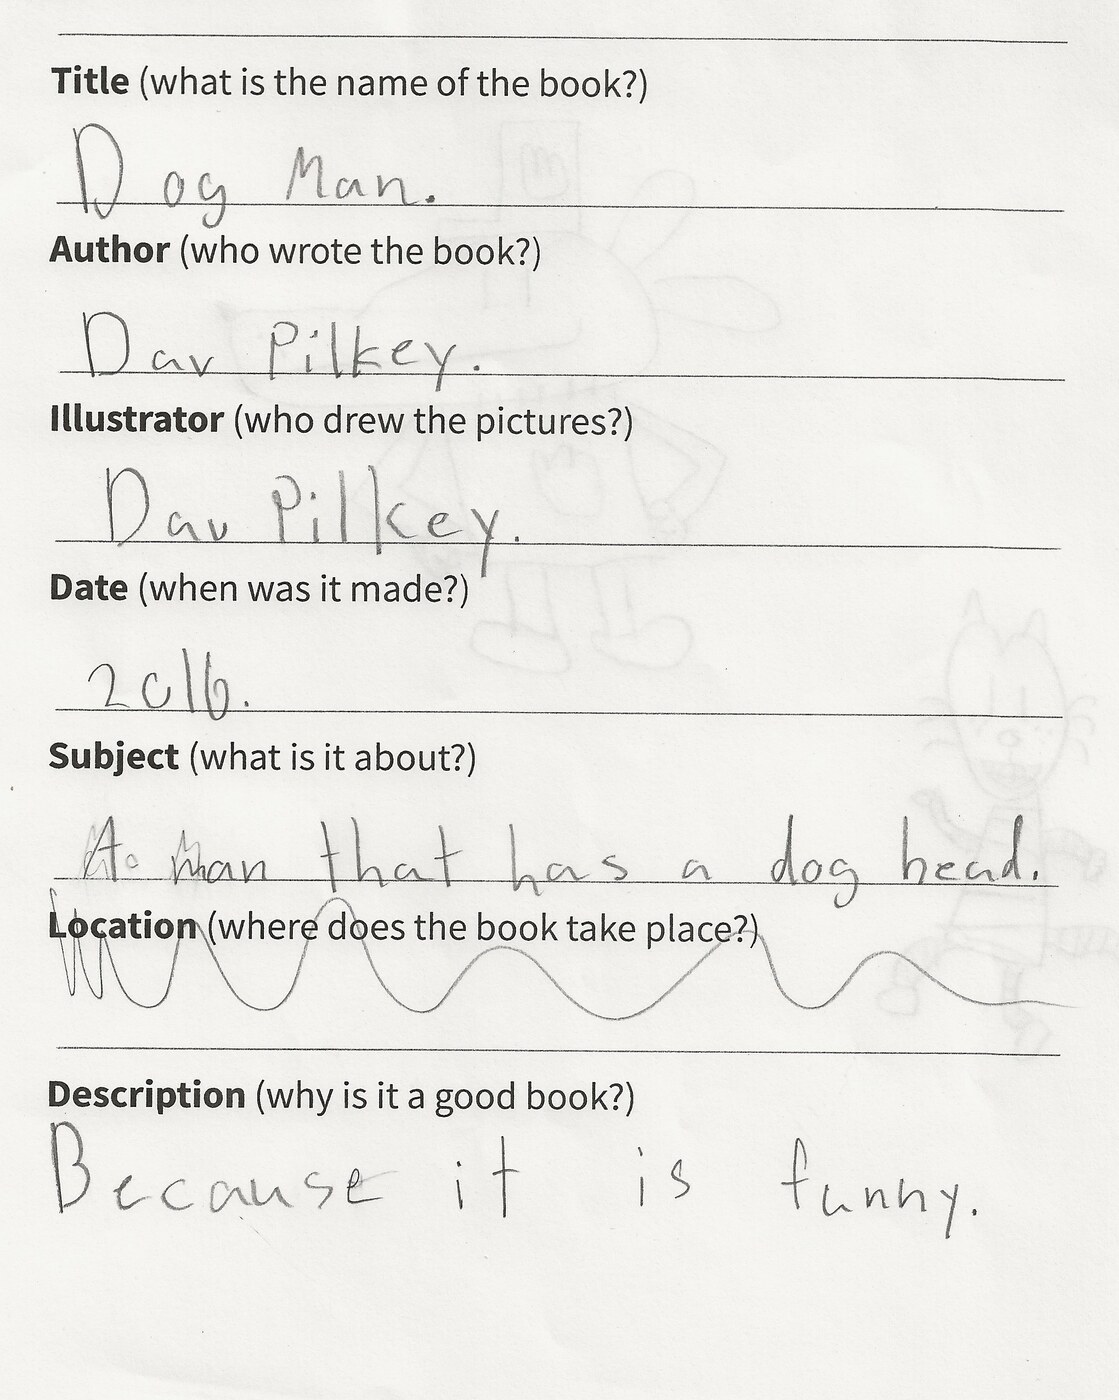 Title (what is the name of the book?)
Dog Man.
Author (who wrote the book?)
Dav Pilkey.
Illustrator (who drew the pictures?)
Dav Pilkey.
Date (when was it made?)
2016.
Subject (what is it about?)
A man that has a dog head.
Location (where does the book take place?)
Description (why is it a good book?)
Because it is funny.